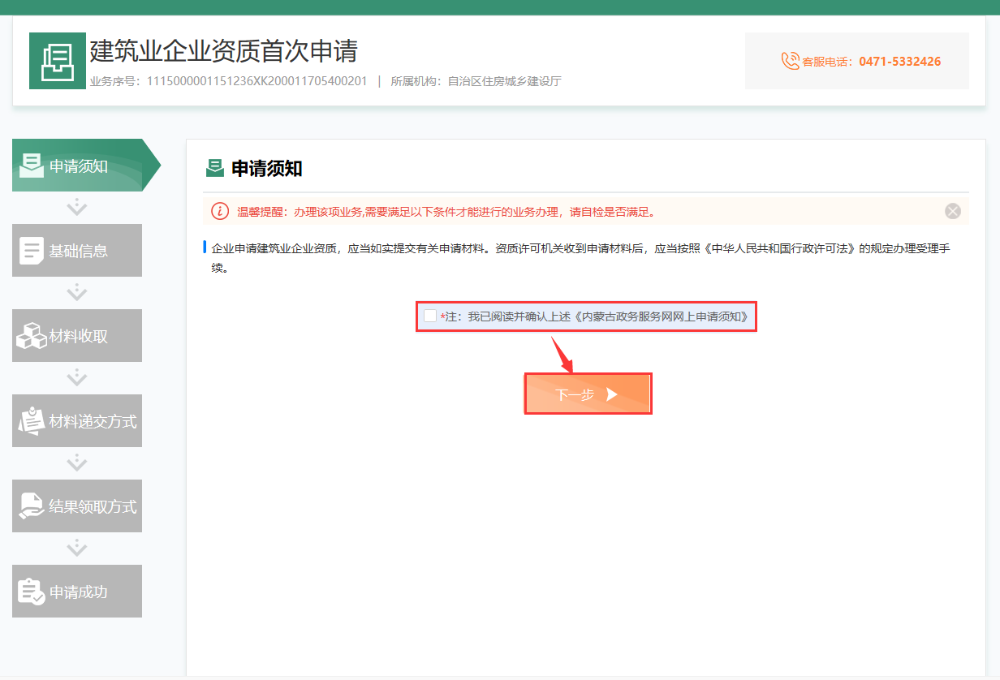 建筑业企业资质首次申请
业务序号：1115000001151236XK200011705400201 | 所属机构：自治区住房城乡建设厅
客服电话：0471-5332426
申请须知
基础信息
材料收取
材料递交方式
结果领取方式
申请成功
申请须知
温馨提醒：办理该项业务,需要满足以下条件才能进行的业务办理，请自检是否满足。
企业申请建筑业企业资质，应当如实提交有关申请材料。资质许可机关收到申请材料后，应当按照《中华人民共和国行政许可法》的规定办理受理手
续。
*注：我已阅读并确认上述《内蒙古政务服务网网上申请须知》
下一步